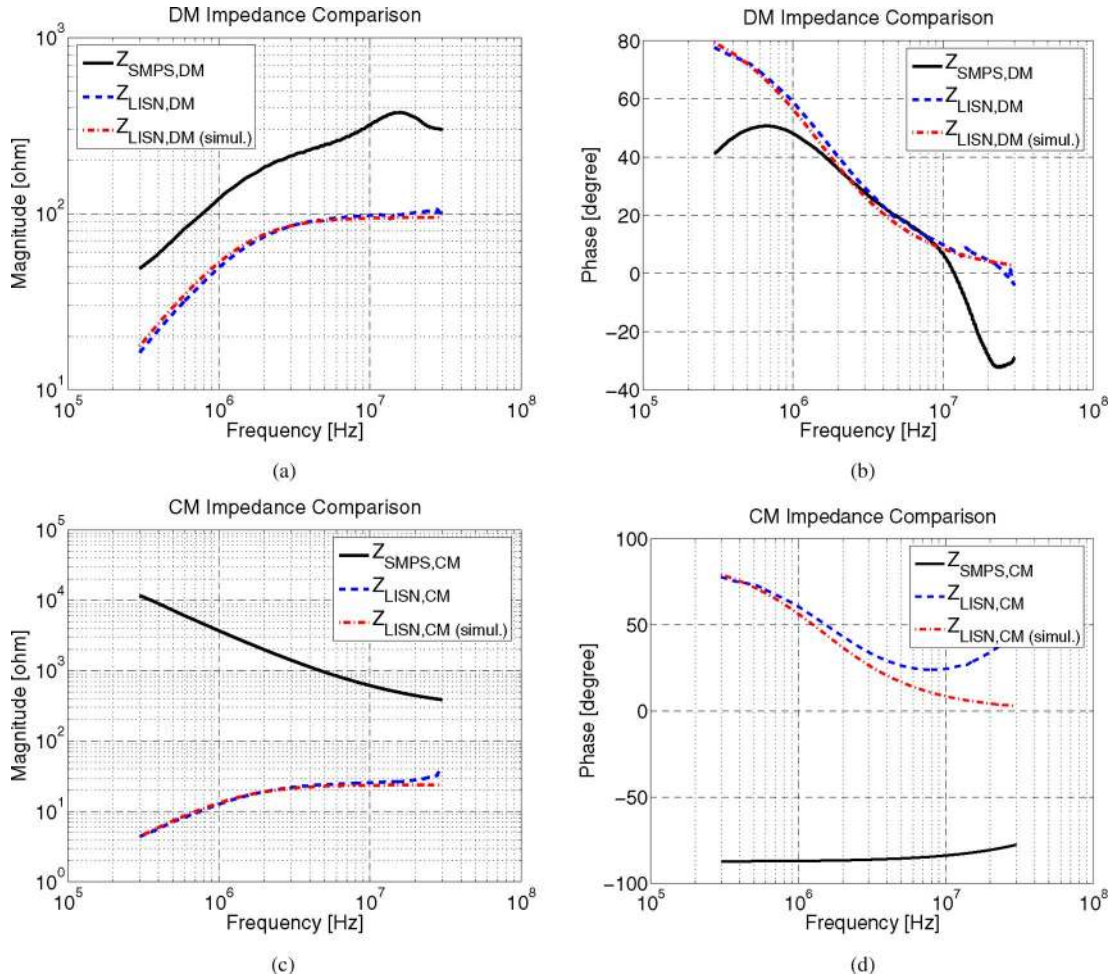 DM Impedance Comparison
10^3
10^2
10^1
Magnitude [ohm]
Z_SMPS,DM
Z_LISN,DM
Z_LISN,DM (simul.)
10^5 10^6 10^7 10^8
Frequency [Hz]
(a)
DM Impedance Comparison
80
60
40
20
0
−20
−40
Phase [degree]
Z_SMPS,DM
Z_LISN,DM
Z_LISN,DM (simul.)
10^5 10^6 10^7 10^8
Frequency [Hz]
(b)
CM Impedance Comparison
10^5
10^4
10^3
10^2
10^1
10^0
Magnitude [ohm]
Z_SMPS,CM
Z_LISN,CM
Z_LISN,CM (simul.)
10^5 10^6 10^7 10^8
Frequency [Hz]
(c)
CM Impedance Comparison
100
50
0
−50
−100
Phase [degree]
Z_SMPS,CM
Z_LISN,CM
Z_LISN,CM (simul.)
10^5 10^6 10^7 10^8
Frequency [Hz]
(d)